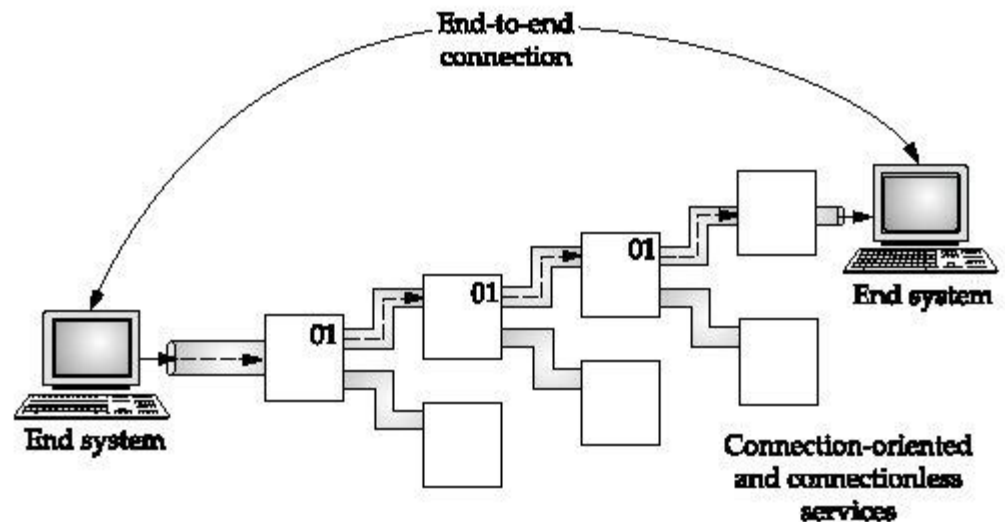 End-to-end
connection
01
01
01
End system
End system
Connection-oriented
and connectionless
services